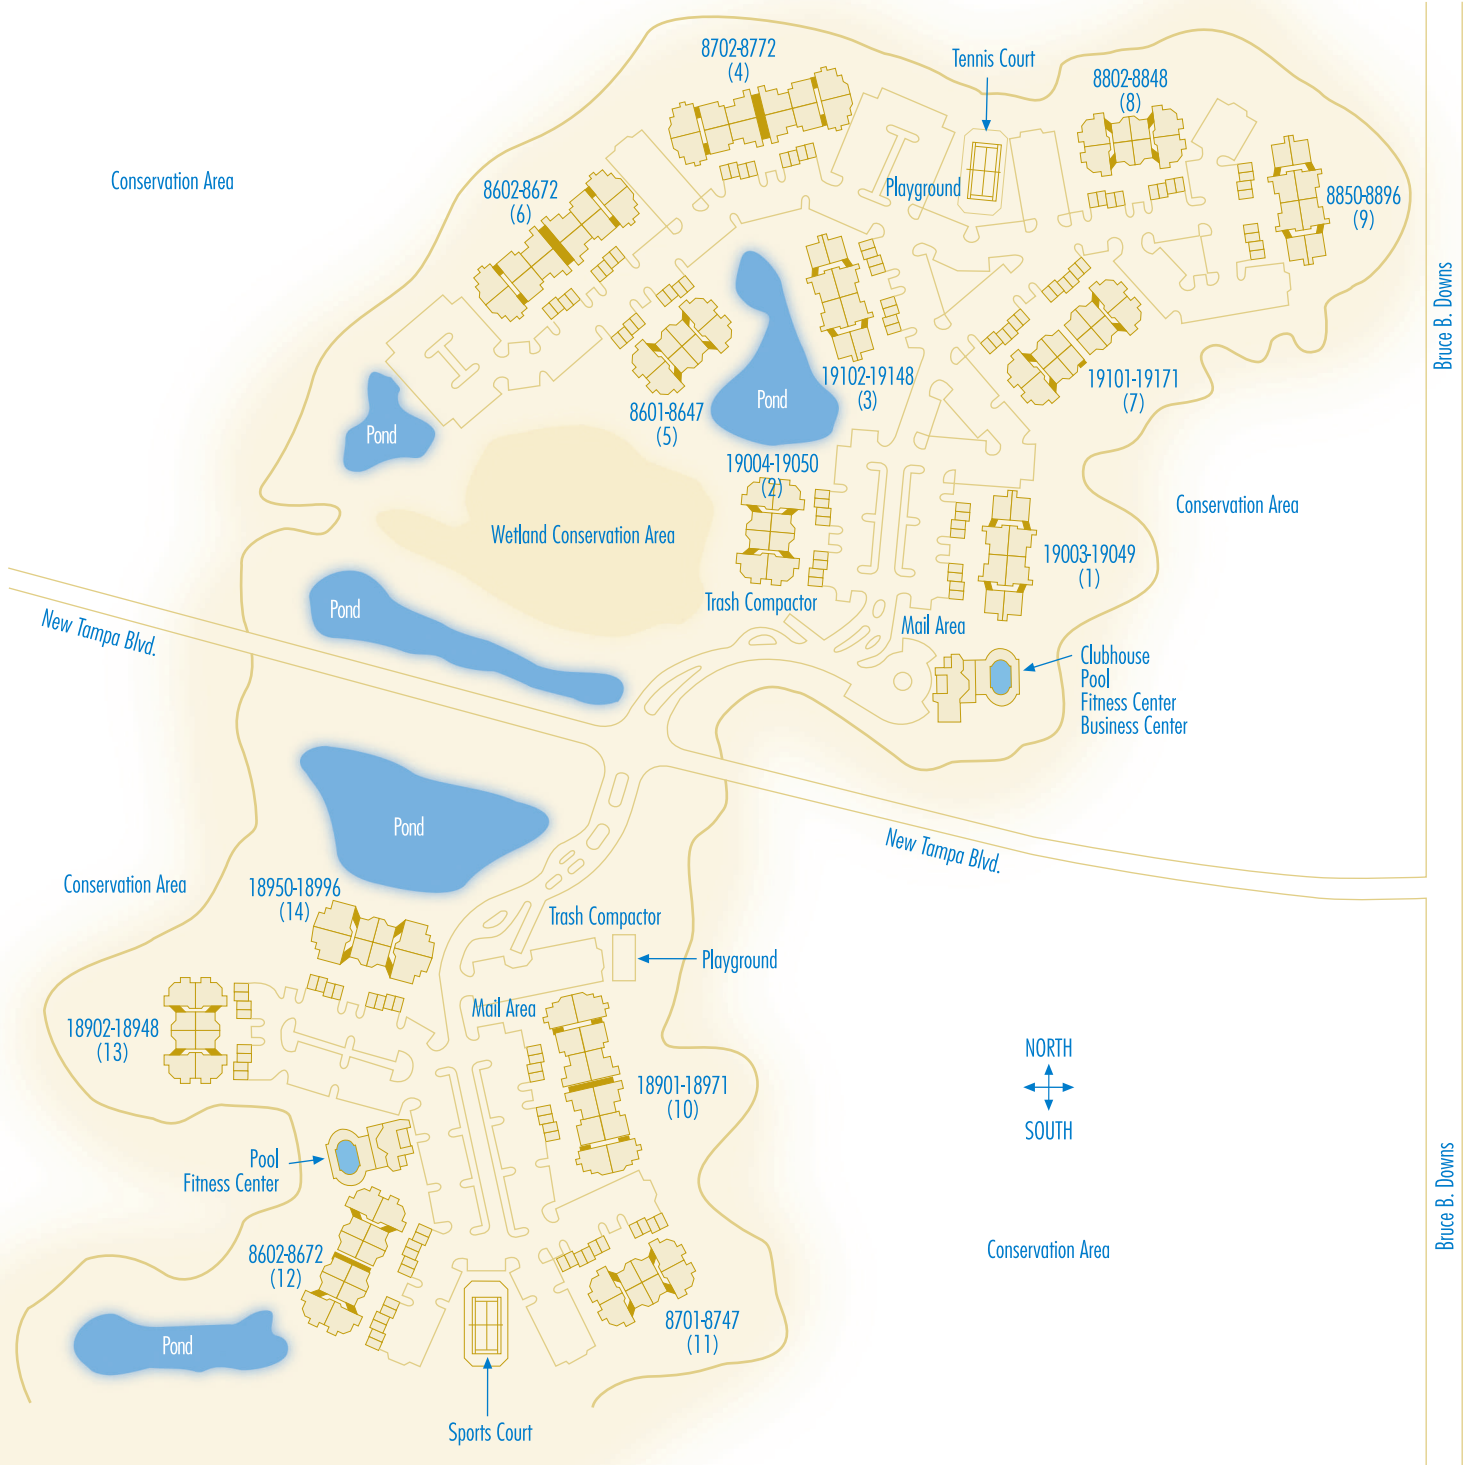 8702-8772
(4)
Tennis Court
8802-8848
(8)
Conservation Area
8602-8672
(6)
Playground
8850-8896
(9)
Bruce B. Downs
19102-19148
(3)
19101-19171
(7)
Pond
8601-8647
(5)
Pond
19004-19050
(2)
Conservation Area
Wetland Conservation Area
19003-19049
(1)
Pond
Trash Compactor
Mail Area
New Tampa Blvd.
Clubhouse
Pool
Fitness Center
Business Center
Pond
New Tampa Blvd.
Conservation Area
18950-18996
(14)
Trash Compactor
Playground
Mail Area
18902-18948
(13)
NORTH
SOUTH
18901-18971
(10)
Pool
Fitness Center
Bruce B. Downs
8602-8672
(12)
Conservation Area
8701-8747
(11)
Pond
Sports Court